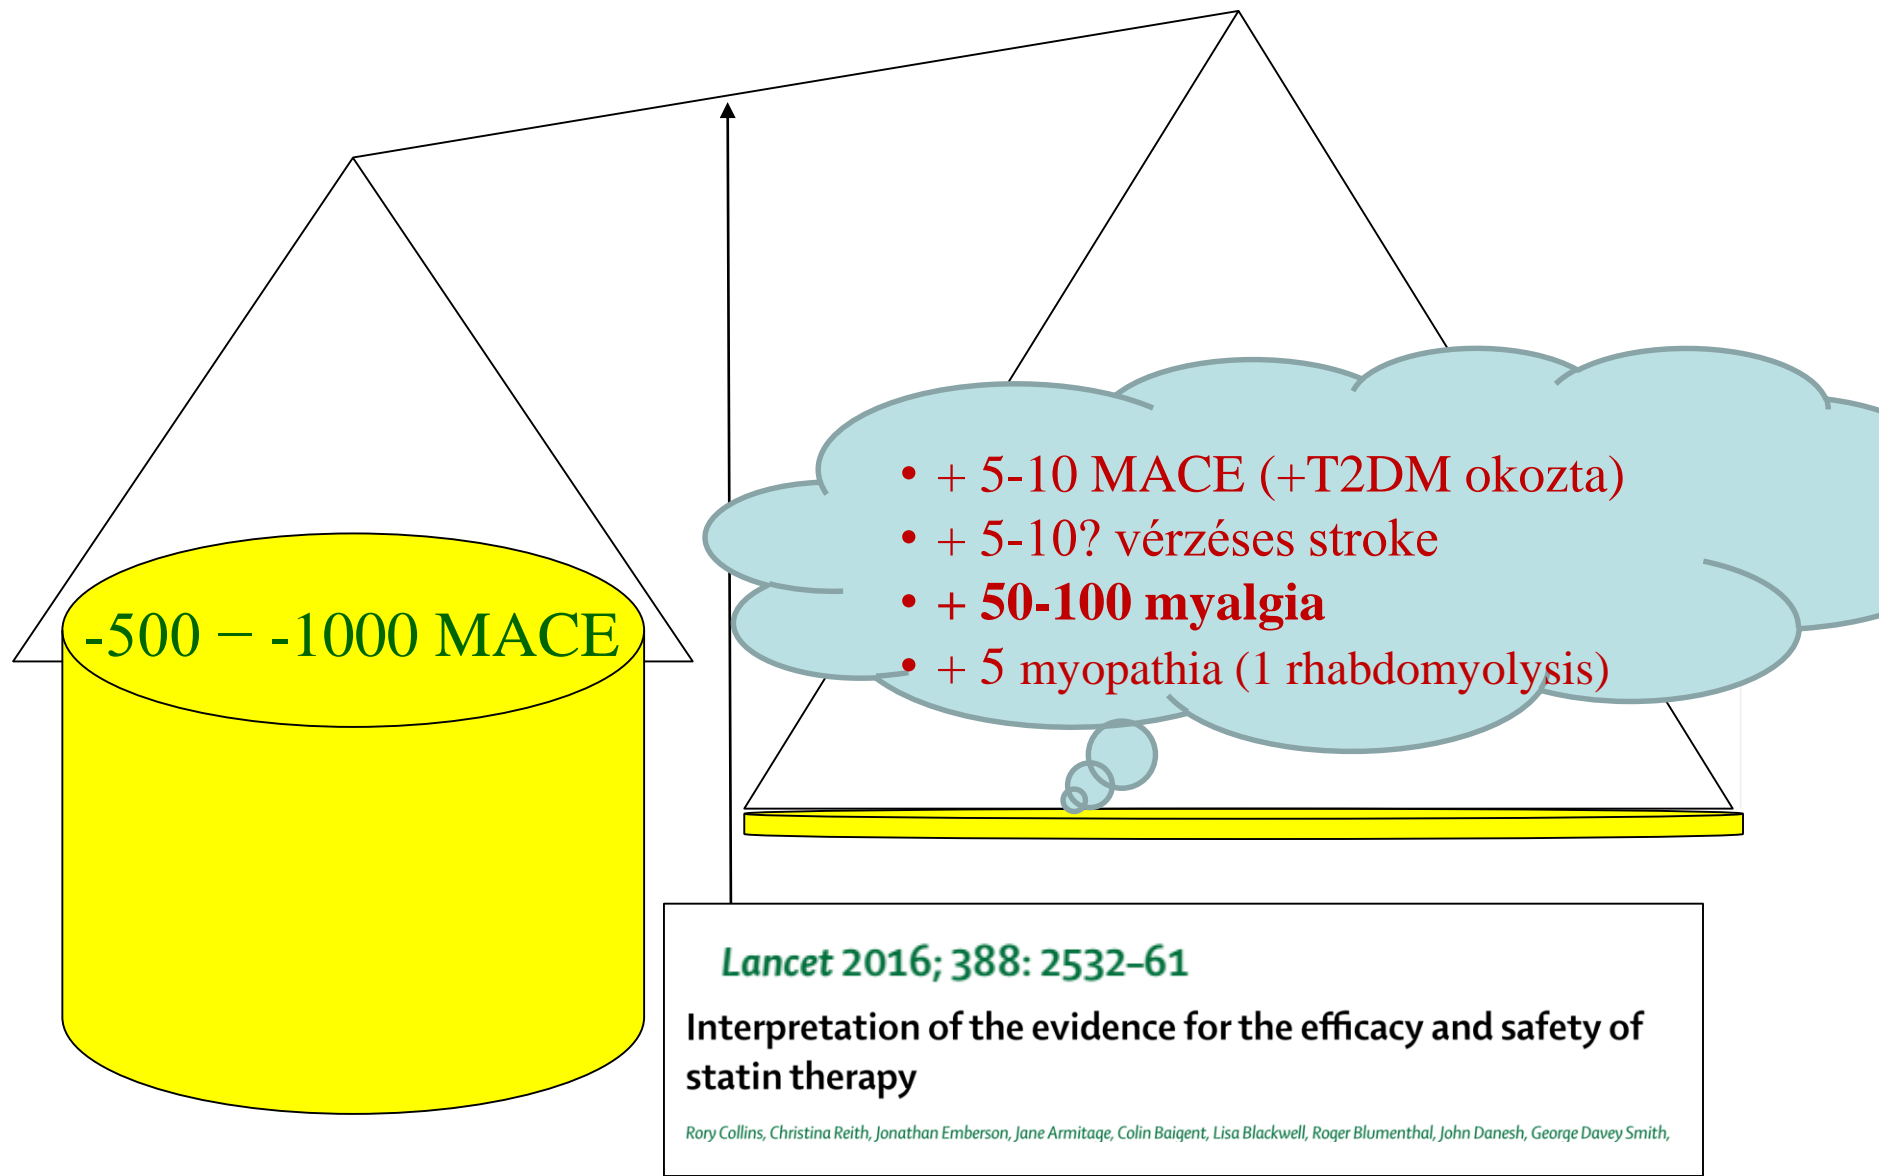 -500 – -1000 MACE
• + 5-10 MACE (+T2DM okozta)
• + 5-10? vérzéses stroke
• + 50-100 myalgia
• + 5 myopathia (1 rhabdomyolysis)
Lancet 2016; 388: 2532–61
Interpretation of the evidence for the efficacy and safety of
statin therapy
Rory Collins, Christina Reith, Jonathan Emberson, Jane Armitage, Colin Baigent, Lisa Blackwell, Roger Blumenthal, John Danesh, George Davey Smith,